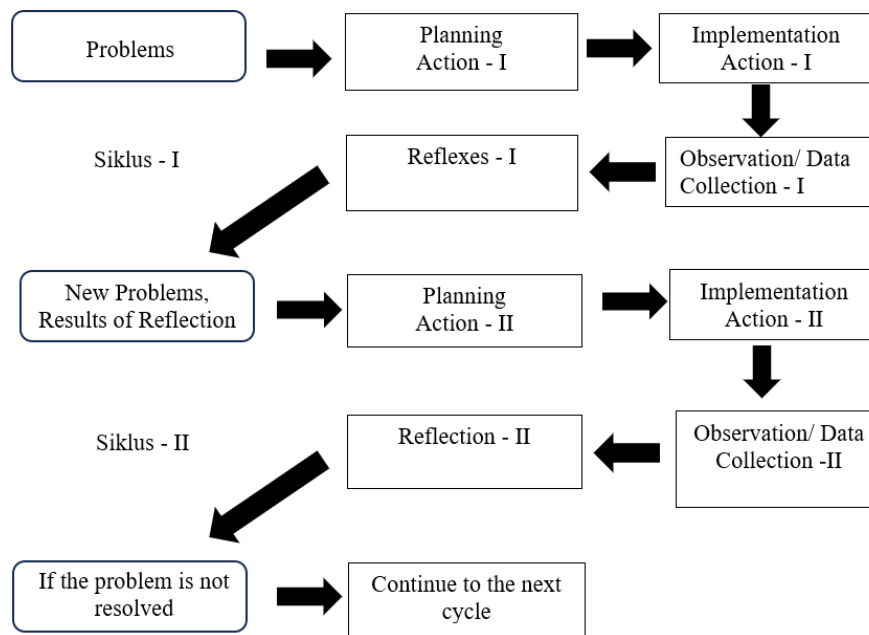 Problems
Planning
Action - I
Implementation
Action - I
Siklus - I
Reflexes - I
Observation/ Data
Collection - I
New Problems,
Results of Reflection
Planning
Action - II
Implementation
Action - II
Siklus - II
Reflection - II
Observation/ Data
Collection -II
If the problem is not
resolved
Continue to the next
cycle